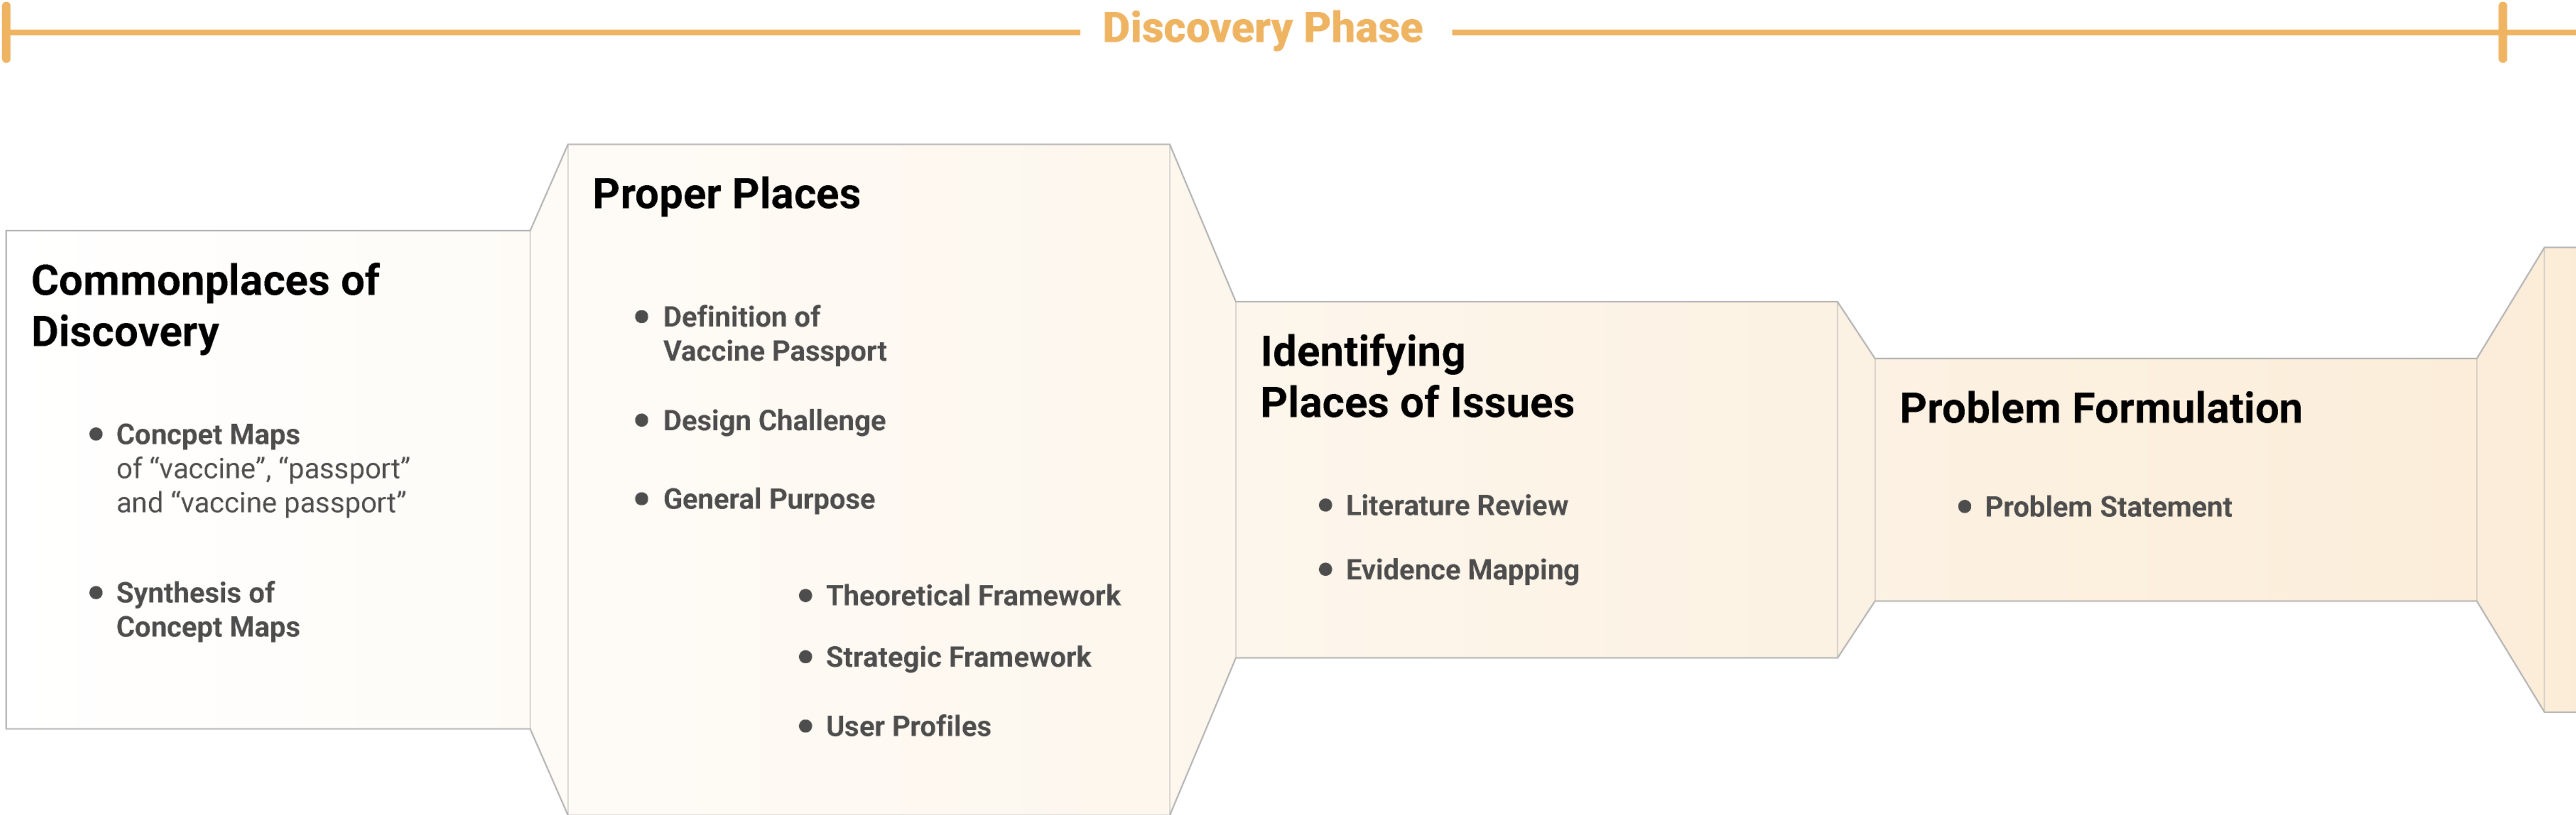 Discovery Phase
Commonplaces of
Discovery
● Concpet Maps
of “vaccine”, “passport”
and “vaccine passport”
● Synthesis of
Concept Maps
Proper Places
● Definition of
Vaccine Passport
● Design Challenge
● General Purpose
● Theoretical Framework
● Strategic Framework
● User Profiles
Identifying
Places of Issues
● Literature Review
● Evidence Mapping
Problem Formulation
● Problem Statement